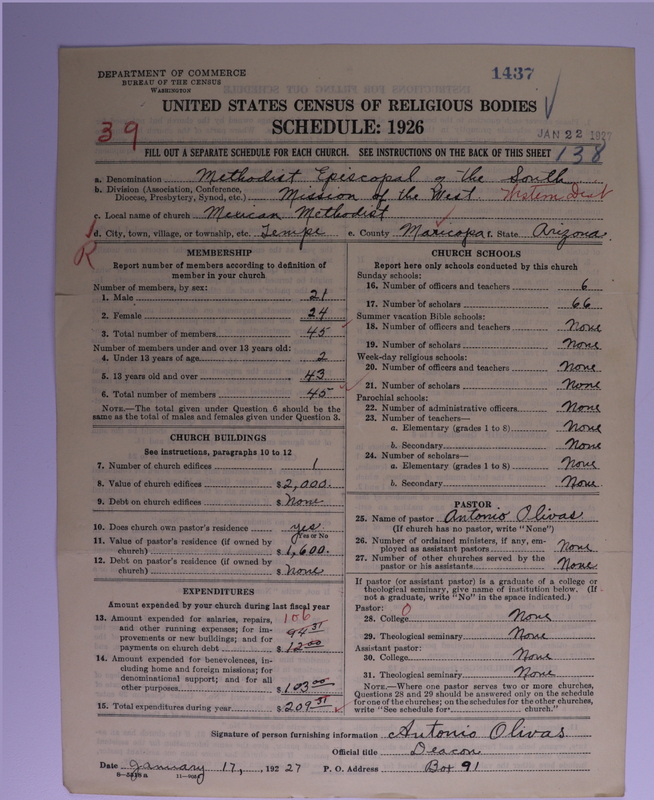 DEPARTMENT OF COMMERCE
BUREAU OF THE CENSUS
WASHINGTON
1437
UNITED STATES CENSUS OF RELIGIOUS BODIES
39
SCHEDULE: 1926
JAN 22 1927
FILL OUT A SEPARATE SCHEDULE FOR EACH CHURCH. SEE INSTRUCTIONS ON THE BACK OF THIS SHEET
138
a. Denomination Methodist Episcopal of the South
b. Division (Association, Conference, Diocese, Presbytery, Synod, etc.) Mission of the West. Western Dist
c. Local name of church Mexican Methodist
d. City, town, village, or township, etc. Tempe e. County Maricopa f. State Arizona
R
MEMBERSHIP
Report number of members according to definition of
member in your church
Number of members, by sex:
1. Male 21
2. Female 24
3. Total number of members 45
Number of members under and over 13 years old:
4. Under 13 years of age 2
5. 13 years old and over 43
6. Total number of members 45
NOTE.—The total given under Question 6 should be the
same as the total of males and females given under Question 3.
CHURCH BUILDINGS
See instructions, paragraphs 10 to 12
7. Number of church edifices 1
8. Value of church edifices $ 2,000.
9. Debt on church edifices $ None
10. Does church own pastor's residence yes
Yes or No
11. Value of pastor's residence (if owned by
church) $ 1,600.
12. Debt on pastor's residence (if owned by
church) $ None
EXPENDITURES
Amount expended by your church during last fiscal year
13. Amount expended for salaries, repairs, 106
and other running expenses; for im- 94 31
provements or new buildings; and for
payments on church debt $ 12 00
14. Amount expended for benevolences, in-
cluding home and foreign missions; for
denominational support; and for all
other purposes $ 103 00
15. Total expenditures during year $ 209 31
CHURCH SCHOOLS
Report here only schools conducted by this church
Sunday schools:
16. Number of officers and teachers 6
17. Number of scholars 66
Summer vacation Bible schools:
18. Number of officers and teachers None
19. Number of scholars None
Week-day religious schools:
20. Number of officers and teachers None
21. Number of scholars None
Parochial schools:
22. Number of administrative officers None
23. Number of teachers—
a. Elementary (grades 1 to 8) None
b. Secondary None
24. Number of scholars—
a. Elementary (grades 1 to 8) None
b. Secondary None
PASTOR
25. Name of pastor Antonio Olivas
(If church has no pastor, write "None")
26. Number of ordained ministers, if any, em-
ployed as assistant pastors None
27. Number of other churches served by the
pastor or his assistants None
If pastor (or assistant pastor) is a graduate of a college or
theological seminary, give name of institution below. (If
not a graduate, write "No" in the space indicated.)
Pastor: 0
28. College None
29. Theological seminary None
Assistant pastor:
30. College None
31. Theological seminary None
NOTE.—Where one pastor serves two or more churches,
Questions 28 and 29 should be answered only on the schedule
for one of the churches; on the schedules for the other churches,
write "See schedule for church."
Signature of person furnishing information Antonio Olivas
Official title Deacon
Date January 17, 192 27 P. O. Address Box 91